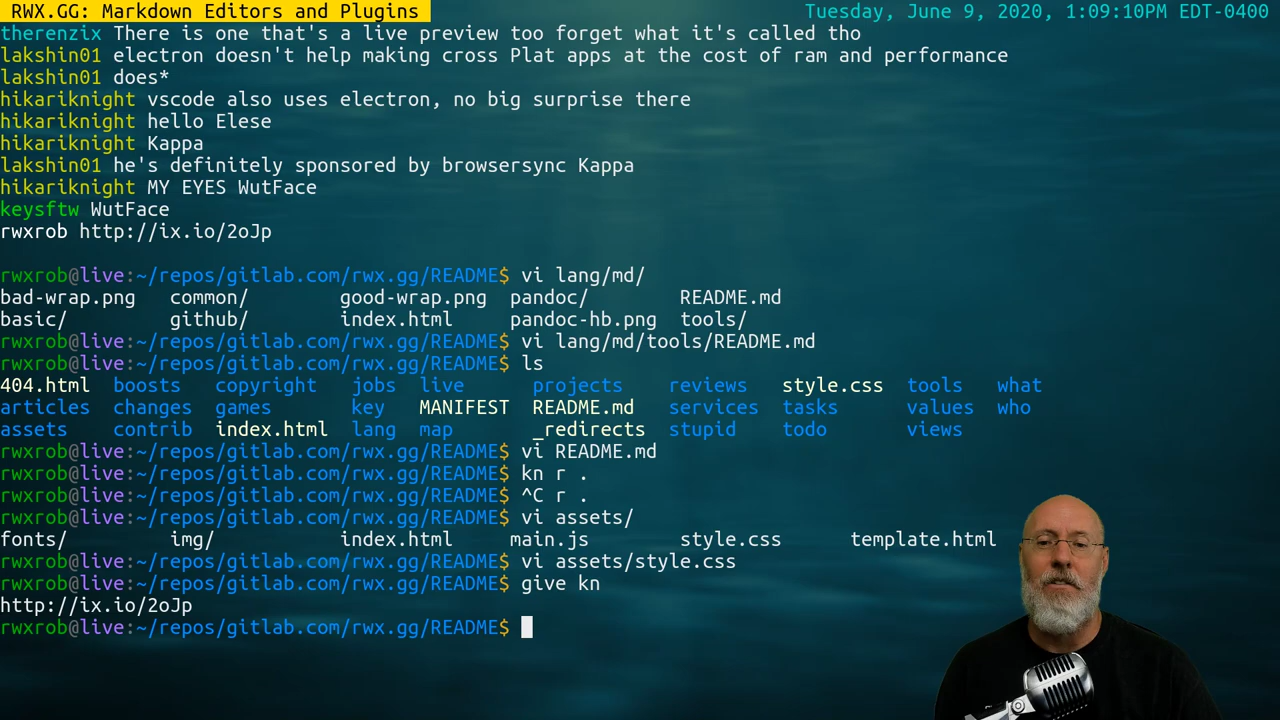 RWX.GG: Markdown Editors and Plugins Tuesday, June 9, 2020, 1:09:10PM EDT-0400
therenzix There is one that's a live preview too forget what it's called tho
lakshin01 electron doesn't help making cross Plat apps at the cost of ram and performance
lakshin01 does*
hikariknight vscode also uses electron, no big surprise there
hikariknight hello Elese
hikariknight Kappa
lakshin01 he's definitely sponsored by browsersync Kappa
hikariknight MY EYES WutFace
keysftw WutFace
rwxrob http://ix.io/2oJp
rwxrob@live:~/repos/gitlab.com/rwx.gg/README$ vi lang/md/
bad-wrap.png common/ good-wrap.png pandoc/ README.md
basic/ github/ index.html pandoc-hb.png tools/
rwxrob@live:~/repos/gitlab.com/rwx.gg/README$ vi lang/md/tools/README.md
rwxrob@live:~/repos/gitlab.com/rwx.gg/README$ ls
404.html boosts copyright jobs live projects reviews style.css tools what
articles changes games key MANIFEST README.md services tasks values who
assets contrib index.html lang map _redirects stupid todo views
rwxrob@live:~/repos/gitlab.com/rwx.gg/README$ vi README.md
rwxrob@live:~/repos/gitlab.com/rwx.gg/README$ kn r .
rwxrob@live:~/repos/gitlab.com/rwx.gg/README$ ^C r .
rwxrob@live:~/repos/gitlab.com/rwx.gg/README$ vi assets/
fonts/ img/ index.html main.js style.css template.html
rwxrob@live:~/repos/gitlab.com/rwx.gg/README$ vi assets/style.css
rwxrob@live:~/repos/gitlab.com/rwx.gg/README$ give kn
http://ix.io/2oJp
rwxrob@live:~/repos/gitlab.com/rwx.gg/README$